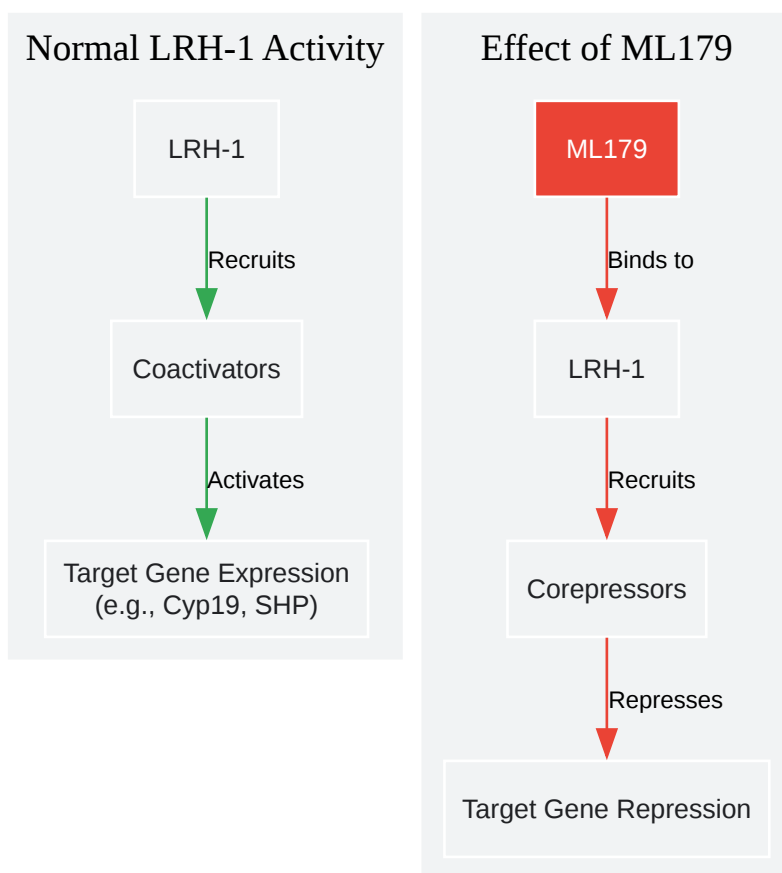 Normal LRH-1 Activity
LRH-1
Recruits
Coactivators
Activates
Target Gene Expression
(e.g., Cyp19, SHP)
Effect of ML179
ML179
Binds to
LRH-1
Recruits
Corepressors
Represses
Target Gene Repression